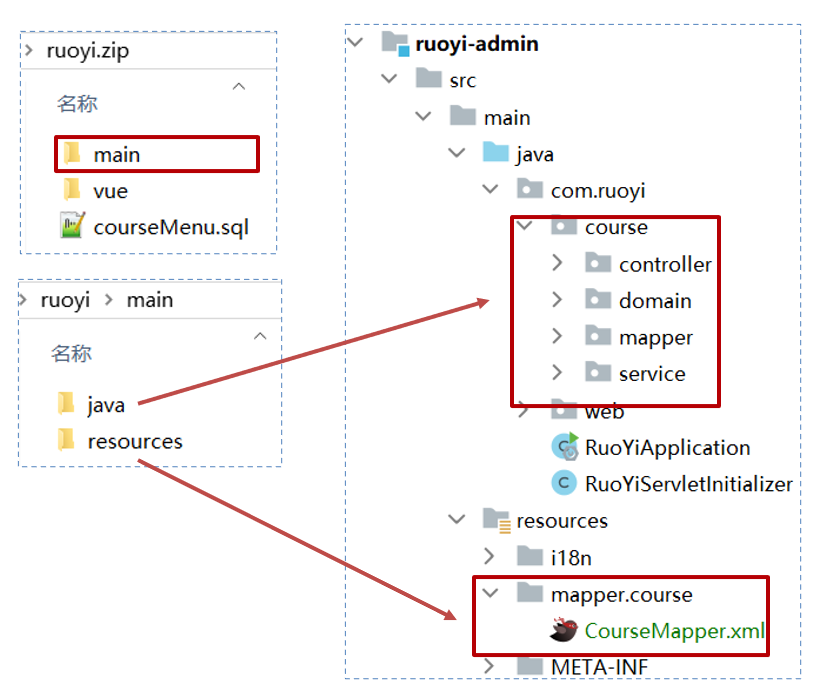 ruoyi.zip
名称
main
vue
courseMenu.sql
ruoyi > main
名称
java
resources
ruoyi-admin
src
main
java
com.ruoyi
course
controller
domain
mapper
service
web
RuoYiApplication
RuoYiServletInitializer
resources
i18n
mapper.course
CourseMapper.xml
META-INF